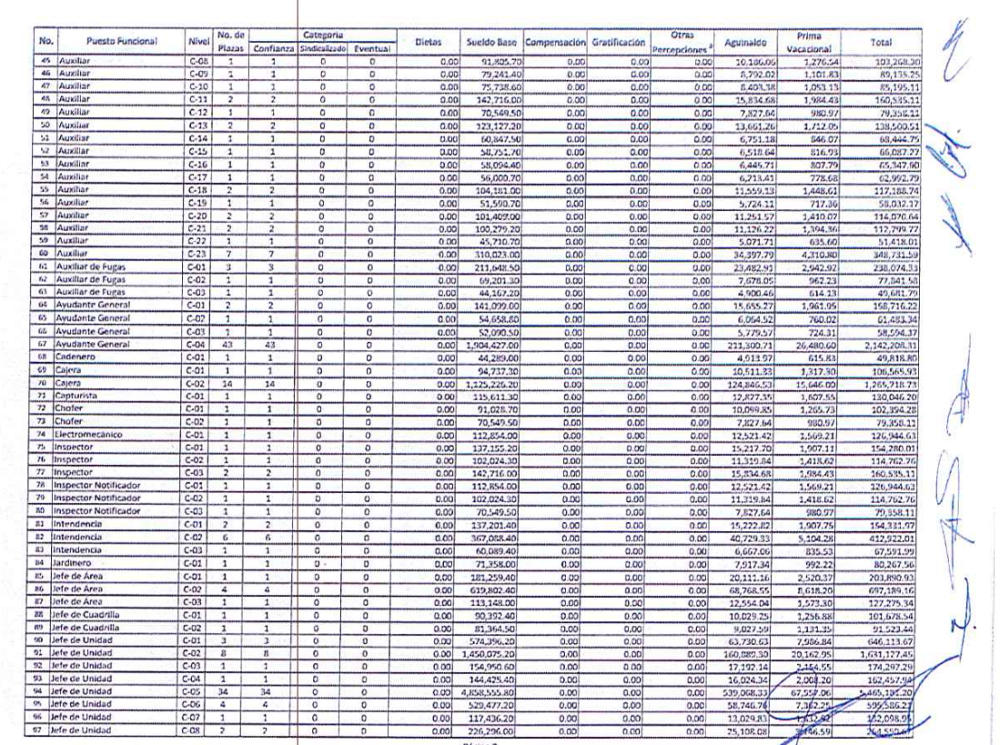 No. Puesto Funcional Nivel No. de Plazas Categoria Confianza Sindicalizado Eventual Dietas Sueldo Base Compensación Gratificación Otras Percepciones Aguinaldo Prima Vacacional Total
45 Auxiliar C-08 1 1 0 0 0.00 91,805.70 0.00 0.00 0.00 10,186.06 1,276.54 103,268.30
46 Auxiliar C-09 1 1 0 0 0.00 79,241.40 0.00 0.00 0.00 8,792.02 1,101.83 89,135.25
47 Auxiliar C-10 1 1 0 0 0.00 75,738.60 0.00 0.00 0.00 8,403.38 1,053.13 85,195.11
48 Auxiliar C-11 2 2 0 0 0.00 142,716.00 0.00 0.00 0.00 15,834.68 1,984.43 160,535.11
49 Auxiliar C-12 1 1 0 0 0.00 70,549.50 0.00 0.00 0.00 7,827.64 980.97 79,358.11
50 Auxiliar C-13 2 2 0 0 0.00 123,127.20 0.00 0.00 0.00 13,661.26 1,712.05 138,500.51
51 Auxiliar C-14 1 1 0 0 0.00 60,847.50 0.00 0.00 0.00 6,751.18 846.07 68,444.75
52 Auxiliar C-15 1 1 0 0 0.00 58,751.70 0.00 0.00 0.00 6,518.64 816.93 66,087.27
53 Auxiliar C-16 1 1 0 0 0.00 58,094.40 0.00 0.00 0.00 6,445.71 807.79 65,347.90
54 Auxiliar C-17 1 1 0 0 0.00 56,000.70 0.00 0.00 0.00 6,213.41 778.68 62,992.79
55 Auxiliar C-18 2 2 0 0 0.00 104,181.00 0.00 0.00 0.00 11,559.13 1,448.61 117,188.74
56 Auxiliar C-19 1 1 0 0 0.00 51,590.70 0.00 0.00 0.00 5,724.11 717.36 58,032.17
57 Auxiliar C-20 2 2 0 0 0.00 101,409.00 0.00 0.00 0.00 11,251.57 1,410.07 114,070.64
58 Auxiliar C-21 2 2 0 0 0.00 100,279.20 0.00 0.00 0.00 11,126.22 1,394.36 112,799.77
59 Auxiliar C-22 1 1 0 0 0.00 45,710.70 0.00 0.00 0.00 5,071.71 635.60 51,418.01
60 Auxiliar C-23 7 7 0 0 0.00 310,023.00 0.00 0.00 0.00 34,397.79 4,310.80 348,731.59
61 Auxiliar de Fugas C-01 3 3 0 0 0.00 211,648.50 0.00 0.00 0.00 23,482.91 2,942.92 238,074.33
62 Auxiliar de Fugas C-02 1 1 0 0 0.00 69,201.30 0.00 0.00 0.00 7,678.05 962.23 77,841.58
63 Auxiliar de Fugas C-03 1 1 0 0 0.00 44,167.20 0.00 0.00 0.00 4,900.46 614.13 49,681.79
64 Ayudante General C-01 2 2 0 0 0.00 141,099.00 0.00 0.00 0.00 15,655.27 1,961.95 158,716.22
65 Ayudante General C-02 1 1 0 0 0.00 54,658.80 0.00 0.00 0.00 6,064.52 760.02 61,483.34
66 Ayudante General C-03 1 1 0 0 0.00 52,090.50 0.00 0.00 0.00 5,779.57 724.31 58,594.37
67 Ayudante General C-04 43 43 0 0 0.00 1,904,427.00 0.00 0.00 0.00 211,300.71 26,480.60 2,142,208.31
68 Cadenero C-01 1 1 0 0 0.00 44,289.00 0.00 0.00 0.00 4,913.97 615.83 49,818.80
69 Cajera C-01 1 1 0 0 0.00 94,737.30 0.00 0.00 0.00 10,511.33 1,317.30 106,565.93
70 Cajera C-02 14 14 0 0 0.00 1,125,226.20 0.00 0.00 0.00 124,846.53 15,646.00 1,265,718.73
71 Capturista C-01 1 1 0 0 0.00 115,611.30 0.00 0.00 0.00 12,827.35 1,607.55 130,046.20
72 Chofer C-01 1 1 0 0 0.00 91,028.70 0.00 0.00 0.00 10,099.85 1,265.73 102,394.28
73 Chofer C-02 1 1 0 0 0.00 70,549.50 0.00 0.00 0.00 7,827.64 980.97 79,358.11
74 Electromecánico C-01 1 1 0 0 0.00 112,854.00 0.00 0.00 0.00 12,521.42 1,569.21 126,944.63
75 Inspector C-01 1 1 0 0 0.00 137,155.20 0.00 0.00 0.00 15,217.70 1,907.11 154,280.01
76 Inspector C-02 1 1 0 0 0.00 102,024.30 0.00 0.00 0.00 11,319.84 1,418.62 114,762.76
77 Inspector C-03 2 2 0 0 0.00 142,716.00 0.00 0.00 0.00 15,834.68 1,984.43 160,535.11
78 Inspector Notificador C-01 1 1 0 0 0.00 112,854.00 0.00 0.00 0.00 12,521.42 1,569.21 126,944.63
79 Inspector Notificador C-02 1 1 0 0 0.00 102,024.30 0.00 0.00 0.00 11,319.84 1,418.62 114,762.76
80 Inspector Notificador C-03 1 1 0 0 0.00 70,549.50 0.00 0.00 0.00 7,827.64 980.97 79,358.11
81 Intendencia C-01 2 2 0 0 0.00 137,201.40 0.00 0.00 0.00 15,222.82 1,907.75 154,331.97
82 Intendencia C-02 6 6 0 0 0.00 367,088.40 0.00 0.00 0.00 40,729.33 5,104.28 412,922.01
83 Intendencia C-03 1 1 0 0 0.00 60,089.40 0.00 0.00 0.00 6,667.06 835.53 67,591.99
84 Jardinero C-01 1 1 0 0 0.00 71,358.00 0.00 0.00 0.00 7,917.34 992.22 80,267.56
85 Jefe de Área C-01 1 1 0 0 0.00 181,259.40 0.00 0.00 0.00 20,111.16 2,520.37 203,890.93
86 Jefe de Área C-02 4 4 0 0 0.00 619,802.40 0.00 0.00 0.00 68,768.55 8,618.20 697,189.16
87 Jefe de Área C-03 1 1 0 0 0.00 113,148.00 0.00 0.00 0.00 12,554.04 1,573.30 127,275.34
88 Jefe de Cuadrilla C-01 1 1 0 0 0.00 90,392.40 0.00 0.00 0.00 10,029.25 1,256.88 101,678.54
89 Jefe de Cuadrilla C-02 1 1 0 0 0.00 81,364.50 0.00 0.00 0.00 9,027.59 1,131.35 91,523.44
90 Jefe de Unidad C-01 3 3 0 0 0.00 574,396.20 0.00 0.00 0.00 63,730.63 7,986.84 646,113.67
91 Jefe de Unidad C-02 8 8 0 0 0.00 1,450,075.20 0.00 0.00 0.00 160,889.30 20,162.95 1,631,127.45
92 Jefe de Unidad C-03 1 1 0 0 0.00 154,950.60 0.00 0.00 0.00 17,192.14 2,154.55 174,297.29
93 Jefe de Unidad C-04 1 1 0 0 0.00 144,425.40 0.00 0.00 0.00 16,024.34 2,008.20 162,457.94
94 Jefe de Unidad C-05 34 34 0 0 0.00 4,858,555.80 0.00 0.00 0.00 539,068.33 67,557.06 5,465,181.20
95 Jefe de Unidad C-06 4 4 0 0 0.00 529,477.20 0.00 0.00 0.00 58,746.76 7,362.25 595,586.21
96 Jefe de Unidad C-07 1 1 0 0 0.00 117,436.20 0.00 0.00 0.00 13,029.83 1,632.92 132,098.95
97 Jefe de Unidad C-08 2 2 0 0 0.00 226,296.00 0.00 0.00 0.00 25,108.08 3,146.59 254,550.67